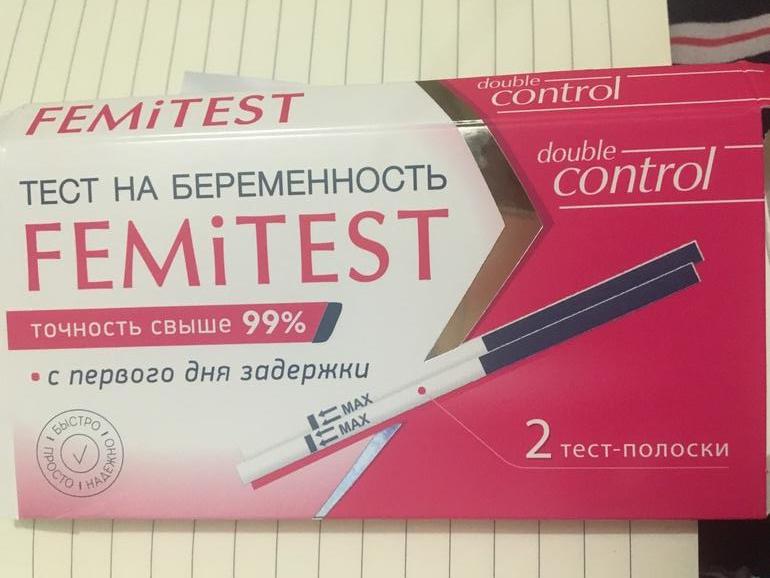 FEMiTEST
double
control
ТЕСТ НА БЕРЕМЕННОСТЬ
FEMiTEST
double
control
точность свыше 99%
• с первого дня задержки
MAX
MAX
БЫСТРО
ПРОСТО
НАДЕЖНО
2 тест-полоски